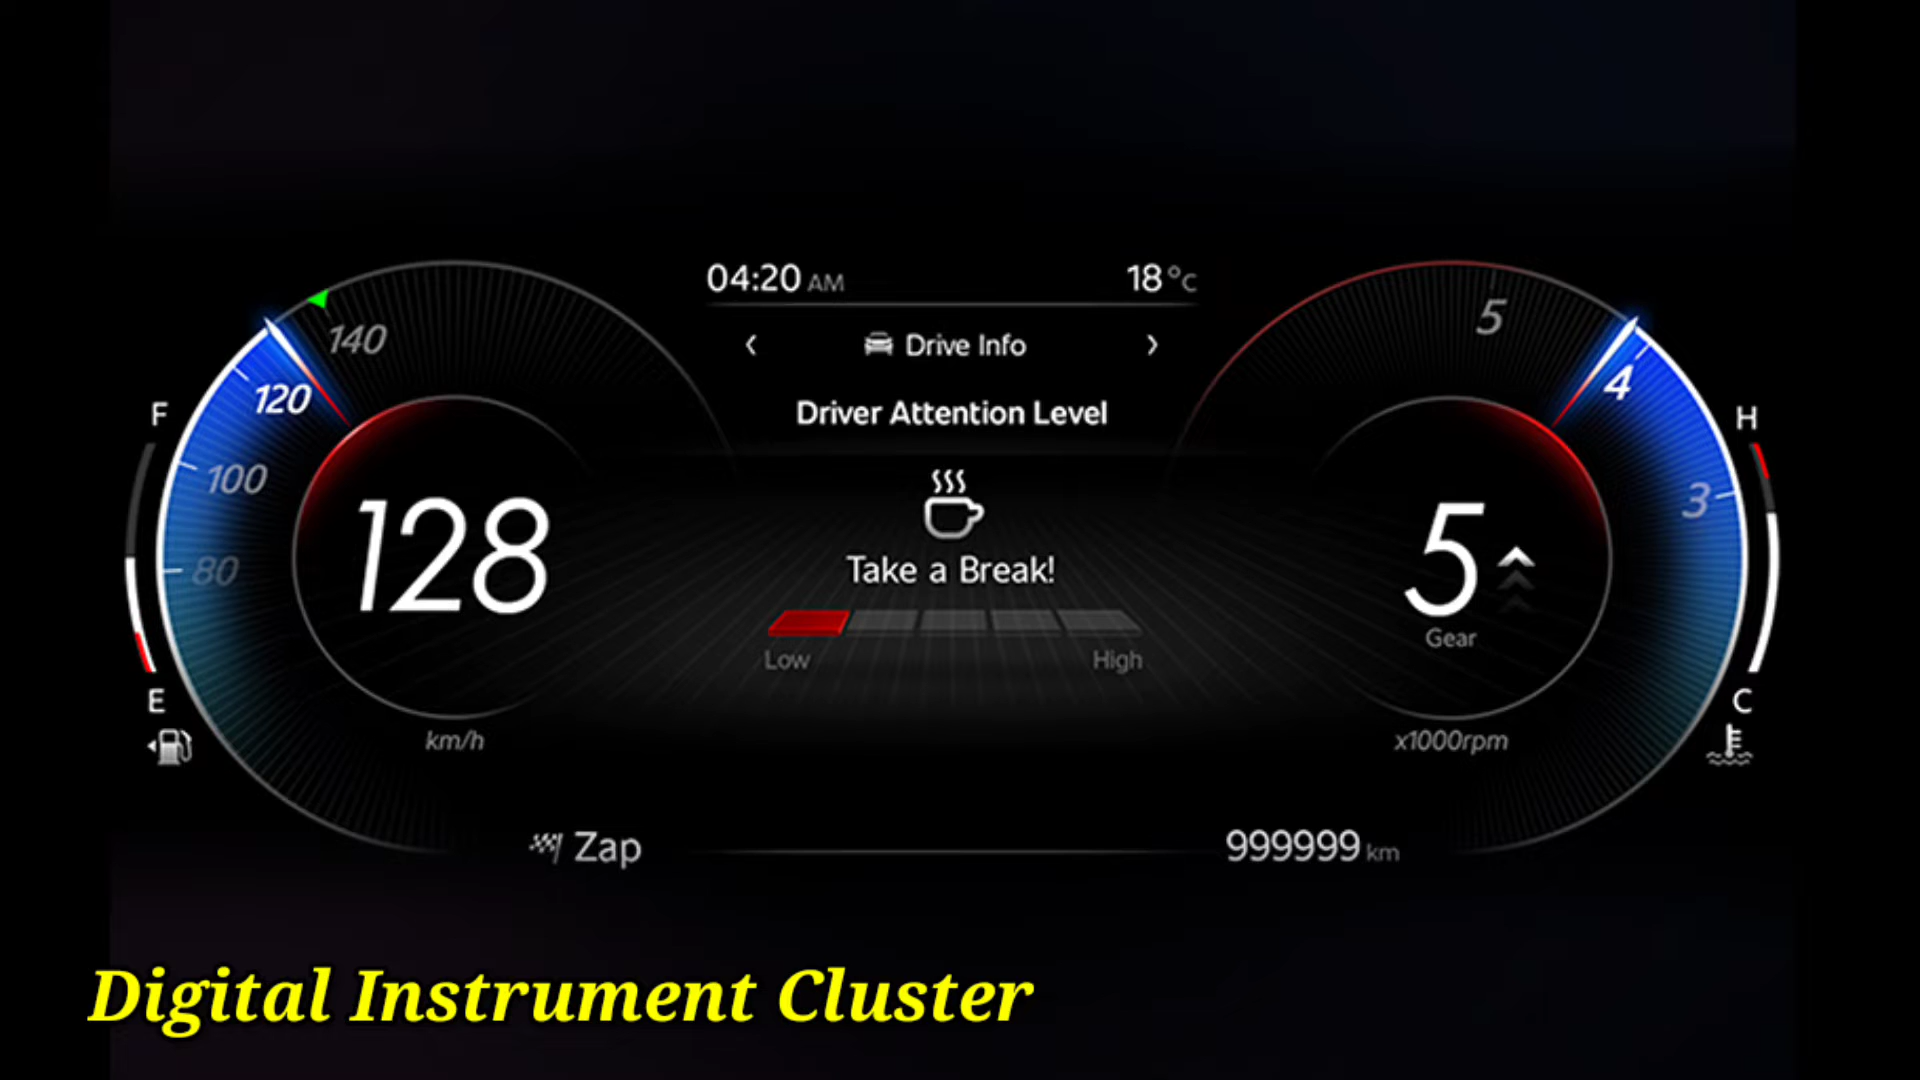 04:20 AM 18°C
‹ Drive Info ›
Driver Attention Level
Take a Break!
Low High
F
140
120
100
80
E
128
km/h
5
4
3
H
C
5
Gear
x1000rpm
Zap
999999 km
Digital Instrument Cluster